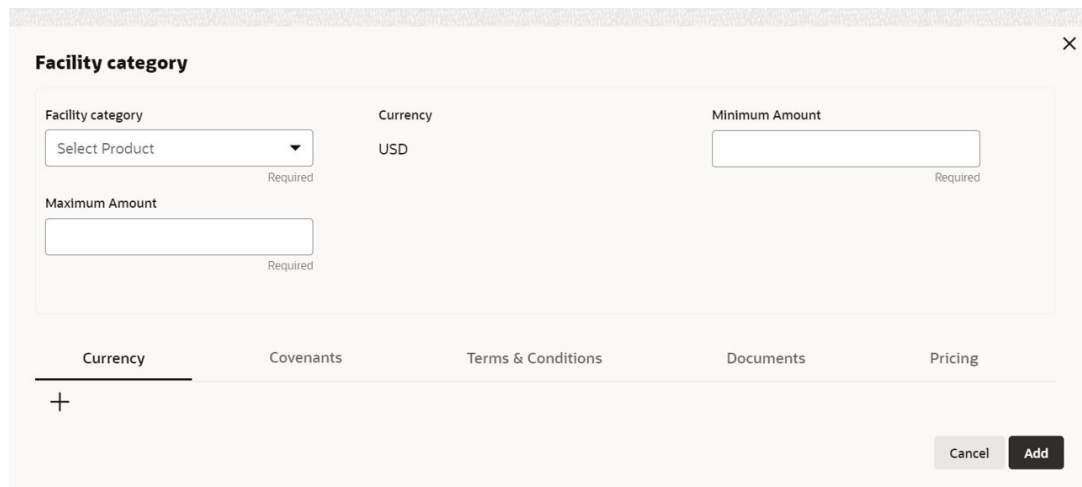 Facility category
Facility category
Currency
Minimum Amount
Select Product
USD
Required
Required
Maximum Amount
Required
Currency
Covenants
Terms & Conditions
Documents
Pricing
Cancel
Add